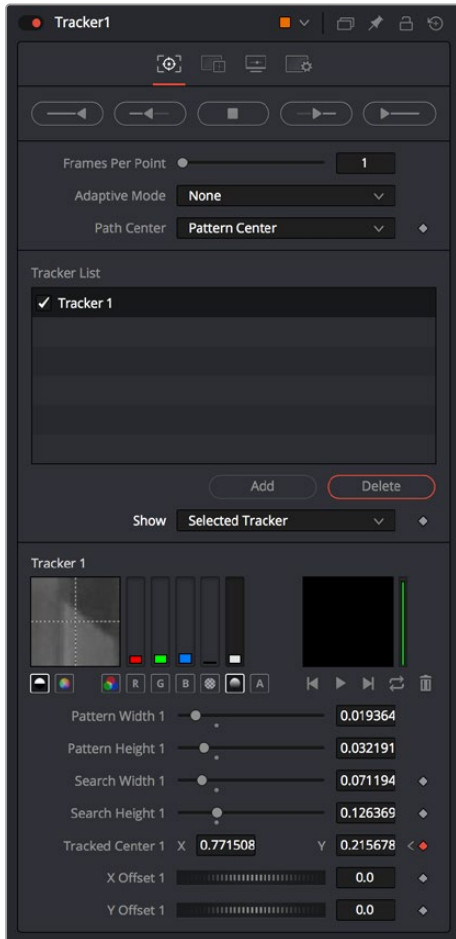 Tracker1
Frames Per Point 1
Adaptive Mode None
Path Center Pattern Center
Tracker List
Tracker 1
Add Delete
Show Selected Tracker
Tracker 1
R G B A
Pattern Width 1 0.019364
Pattern Height 1 0.032191
Search Width 1 0.071194
Search Height 1 0.126369
Tracked Center 1 X 0.771508 Y 0.215678
X Offset 1 0.0
Y Offset 1 0.0